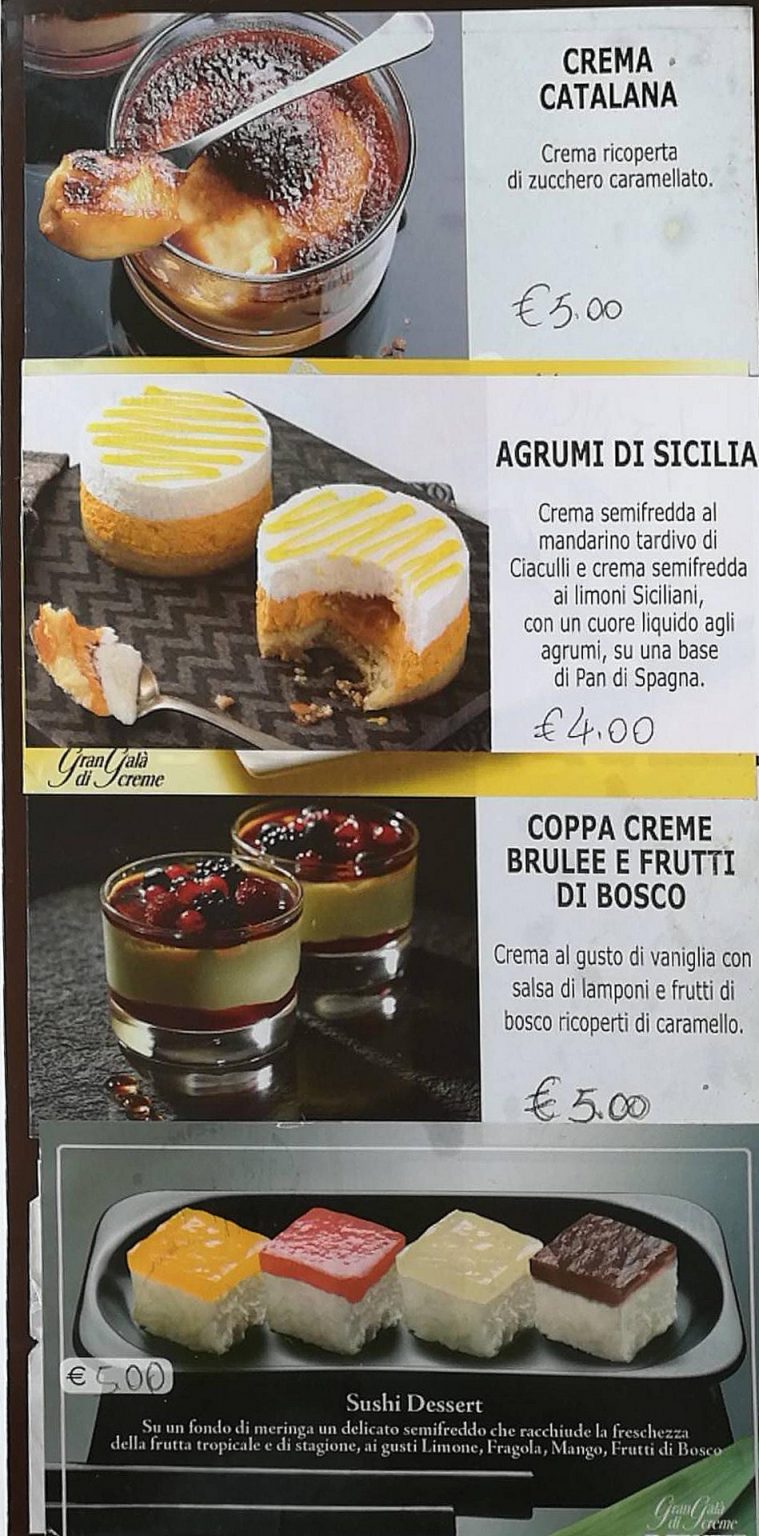 CREMA
CATALANA
Crema ricoperta
di zucchero caramellato.
€5.00
AGRUMI DI SICILIA
Crema semifredda al
mandarino tardivo di
Ciaculli e crema semifredda
ai limoni Siciliani,
con un cuore liquido agli
agrumi, su una base
di Pan di Spagna.
€4.00
Gran Galà
di creme
COPPA CREME
BRULEE E FRUTTI
DI BOSCO
Crema al gusto di vaniglia con
salsa di lamponi e frutti di
bosco ricoperti di caramello.
€5.00
€5.00
Sushi Dessert
Su un fondo di meringa un delicato semifreddo che racchiude la freschezza
della frutta tropicale e di stagione, ai gusti Limone, Fragola, Mango, Frutti di Bosco
Gran Galà
di creme